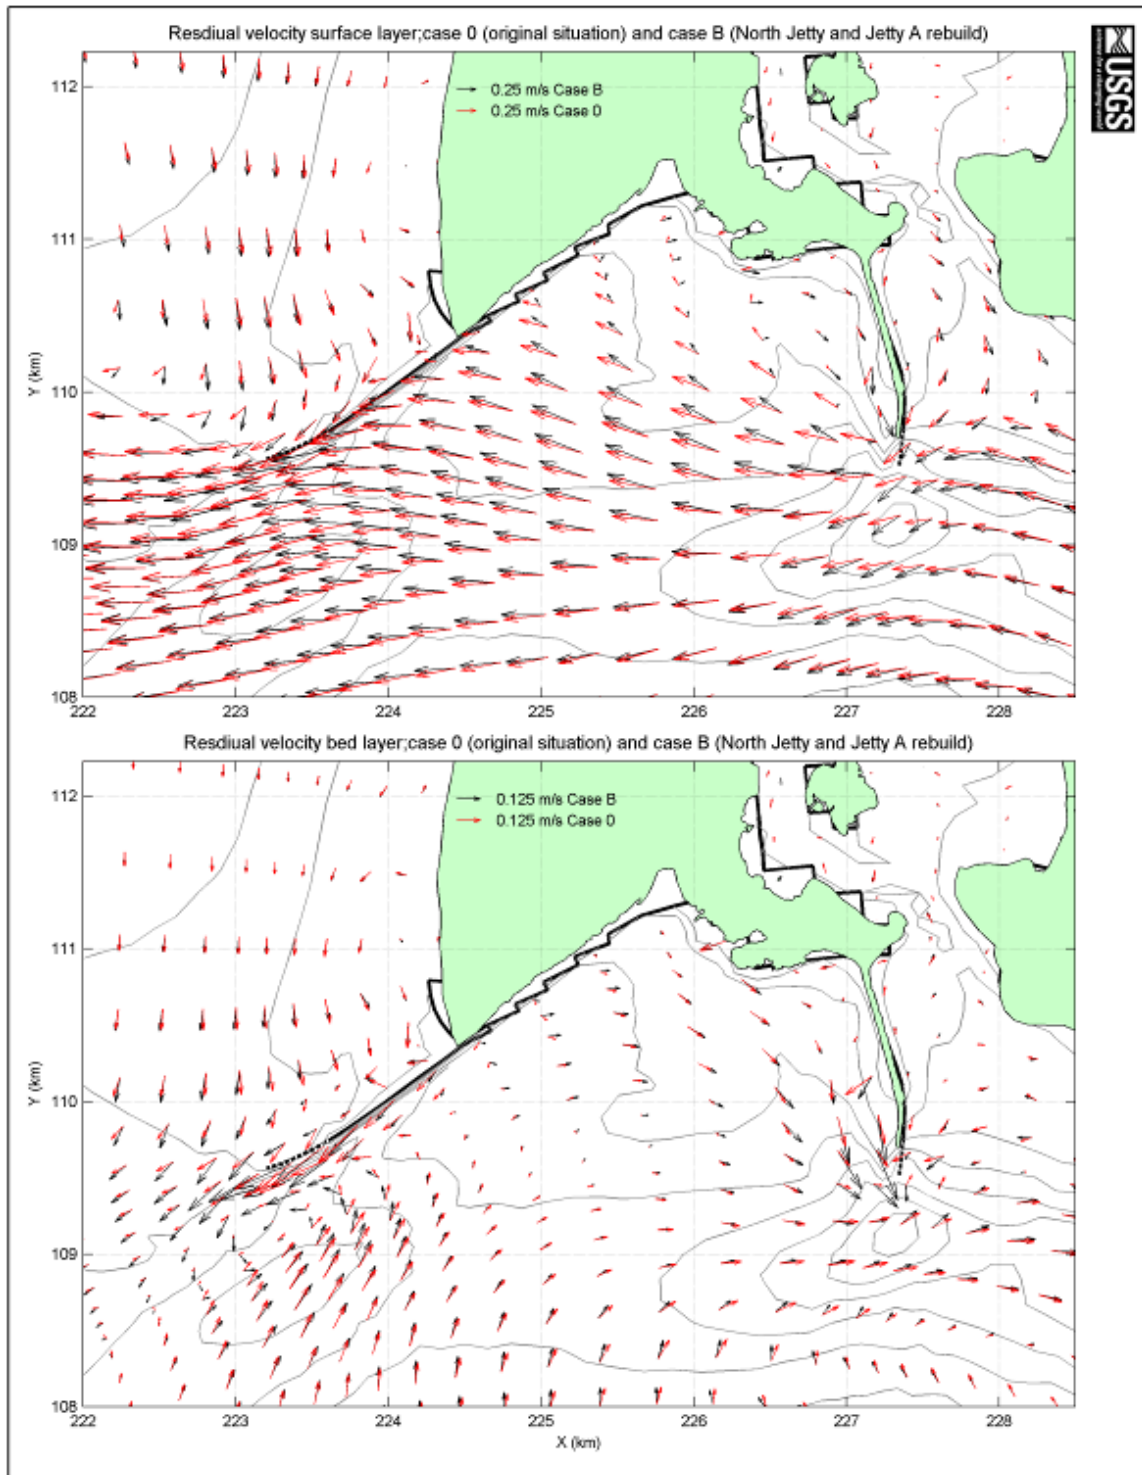 Resdiual velocity surface layer;case 0 (original situation) and case B (North Jetty and Jetty A rebuild)
USGS
0.25 m/s Case B
0.25 m/s Case 0
112
111
110
109
108
Y (km)
222
223
224
225
226
227
228
Resdiual velocity bed layer;case 0 (original situation) and case B (North Jetty and Jetty A rebuild)
0.125 m/s Case B
0.125 m/s Case 0
112
111
110
109
108
Y (km)
222
223
224
225
226
227
228
X (km)